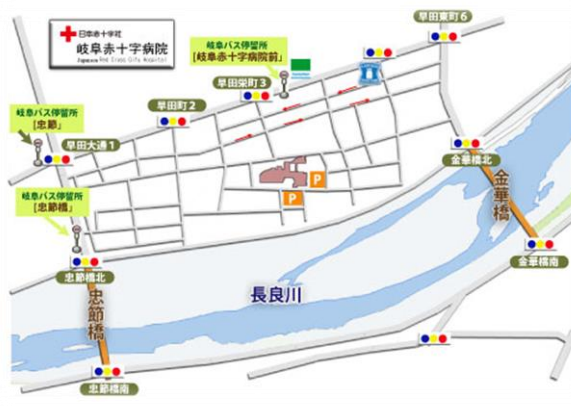 日本赤十字社
岐阜赤十字病院
Japanese Red Cross Gifu Hospital
早田東町6
岐阜バス停留所
[岐阜赤十字病院前]
早田栄町3
早田町2
岐阜バス停留所
「忠節」
早田大通1
岐阜バス停留所
[忠節橋]
P
P
金華橋北
金華橋
金華橋南
忠節橋北
長良川
忠節橋
忠節橋南